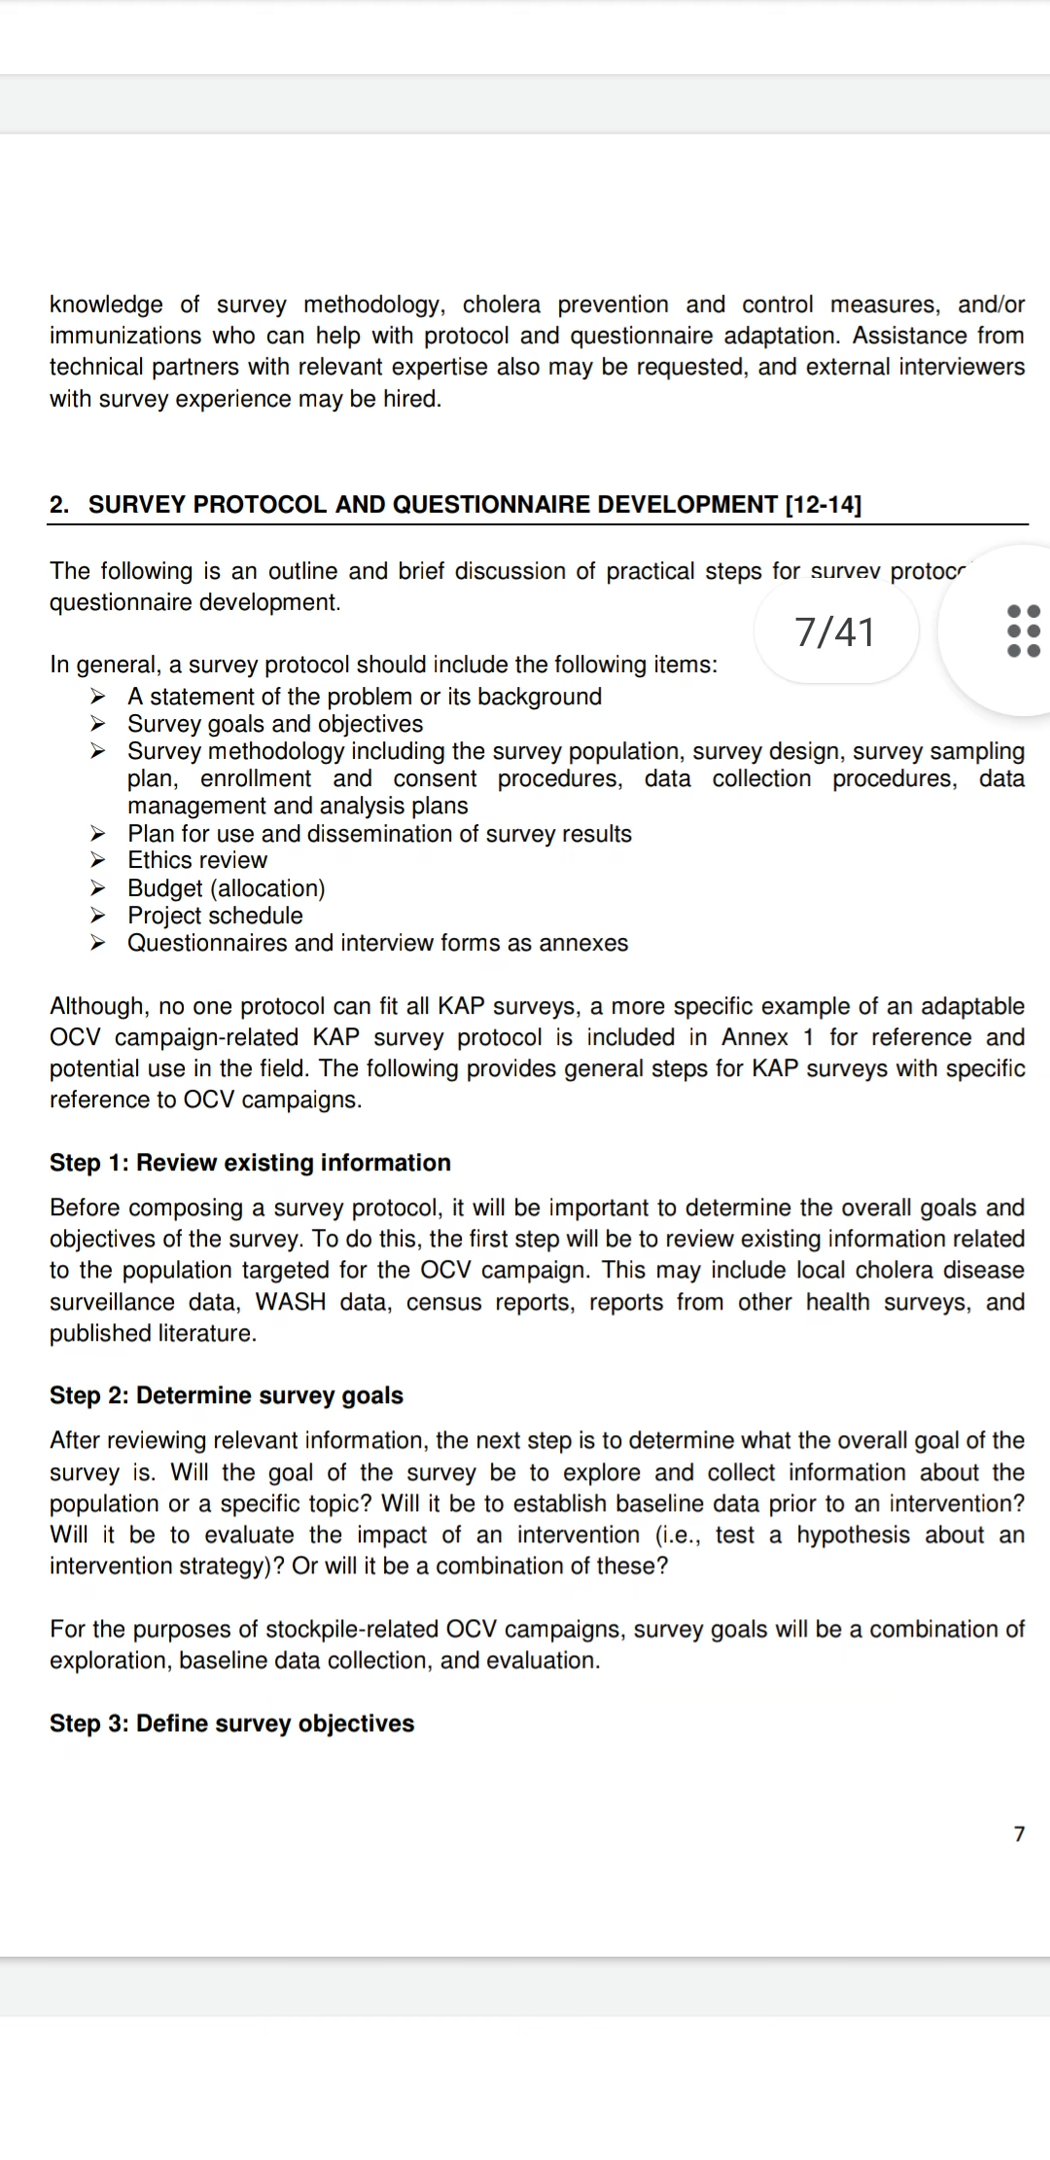 knowledge of survey methodology, cholera prevention and control measures, and/or
immunizations who can help with protocol and questionnaire adaptation. Assistance from
technical partners with relevant expertise also may be requested, and external interviewers
with survey experience may be hired.
2. SURVEY PROTOCOL AND QUESTIONNAIRE DEVELOPMENT [12-14]
The following is an outline and brief discussion of practical steps for survey
questionnaire development.
7/41
In general, a survey protocol should include the following items:
➢ A statement of the problem or its background
➢ Survey goals and objectives
➢ Survey methodology including the survey population, survey design, survey sampling
plan, enrollment and consent procedures, data collection procedures, data
management and analysis plans
➢ Plan for use and dissemination of survey results
➢ Ethics review
➢ Budget (allocation)
➢ Project schedule
➢ Questionnaires and interview forms as annexes
Although, no one protocol can fit all KAP surveys, a more specific example of an adaptable
OCV campaign-related KAP survey protocol is included in Annex 1 for reference and
potential use in the field. The following provides general steps for KAP surveys with specific
reference to OCV campaigns.
Step 1: Review existing information
Before composing a survey protocol, it will be important to determine the overall goals and
objectives of the survey. To do this, the first step will be to review existing information related
to the population targeted for the OCV campaign. This may include local cholera disease
surveillance data, WASH data, census reports, reports from other health surveys, and
published literature.
Step 2: Determine survey goals
After reviewing relevant information, the next step is to determine what the overall goal of the
survey is. Will the goal of the survey be to explore and collect information about the
population or a specific topic? Will it be to establish baseline data prior to an intervention?
Will it be to evaluate the impact of an intervention (i.e., test a hypothesis about an
intervention strategy)? Or will it be a combination of these?
For the purposes of stockpile-related OCV campaigns, survey goals will be a combination of
exploration, baseline data collection, and evaluation.
Step 3: Define survey objectives
7